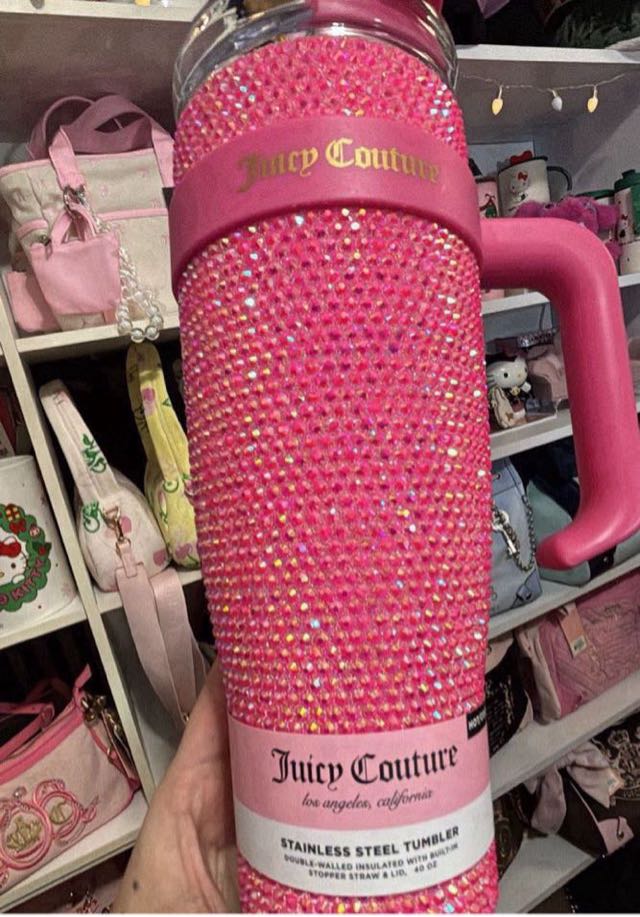 Juicy Couture
Juicy Couture
los angeles, california
STAINLESS STEEL TUMBLER
DOUBLE-WALLED INSULATED WITH BUILT-IN
STOPPER STRAW & LID, 40 OZ